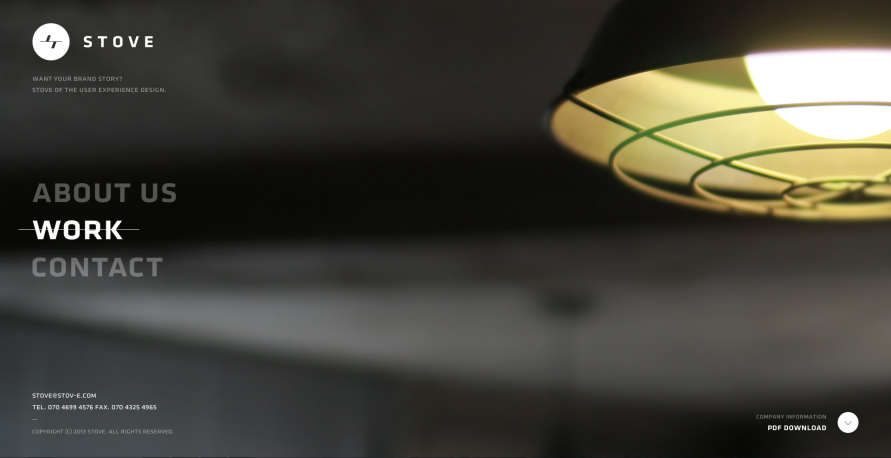 STOVE
WANT YOUR BRAND STORY?
STOVE OF THE USER EXPERIENCE DESIGN.
ABOUT US
WORK
CONTACT
STOVE@STOV-E.COM
TEL. 070 4699 4576 FAX. 070 4325 4965
—
COPYRIGHT (C) 2013 STOVE. ALL RIGHTS RESERVED.
COMPANY INFORMATION
PDF DOWNLOAD